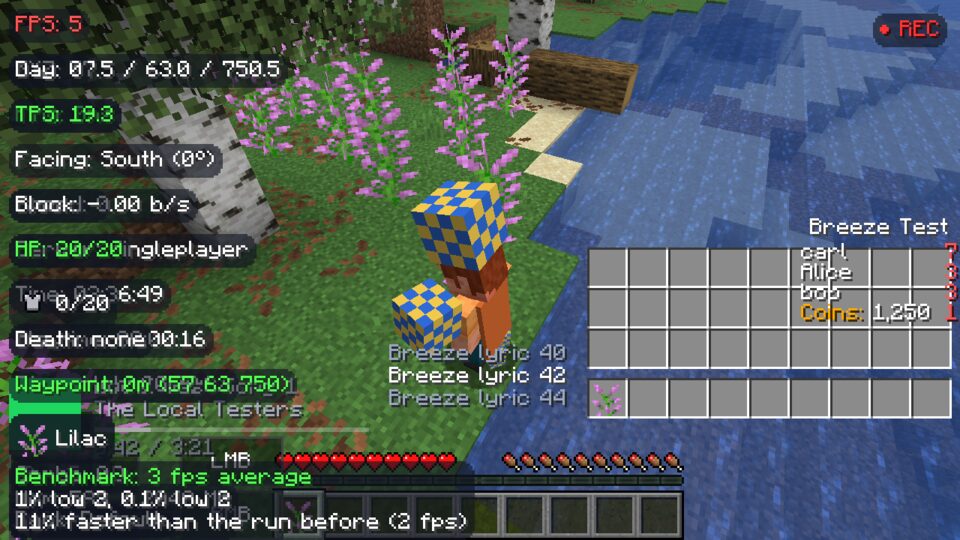 FPS: 5
REC
Day: 07.5 / 63.0 / 750.5
TPS: 19.3
Facing: South (0°)
Block: -1.00 b/s
Breeze Test
HP: 20/20 ingleplayer
carl 7
Alice 3
bob 3
Coins: 1,250 1
6:49
0/20
Death: none 00:16
Breeze lyric 40
Breeze lyric 42
Waypoint: 0m (57 63 750)
Breeze lyric 44
The Local Testers
Lilac
/ 3:21
LMB
Benchmark: 3 fps average
1% low 2, 0.1% low 2
11% faster than the run before (2 fps)